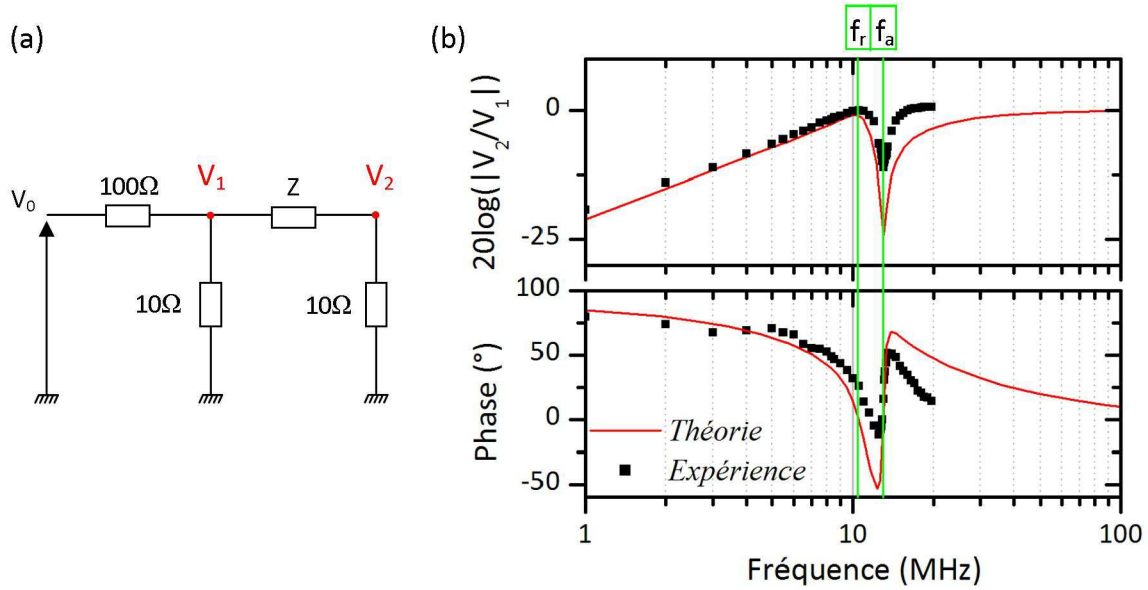 (a)
V₀
100Ω
V₁
Z
V₂
10Ω
10Ω
(b)
fᵣ fₐ
20log(|V₂/V₁|)
0
-25
Phase (°)
100
50
0
-50
Théorie
Expérience
1 10 100
Fréquence (MHz)